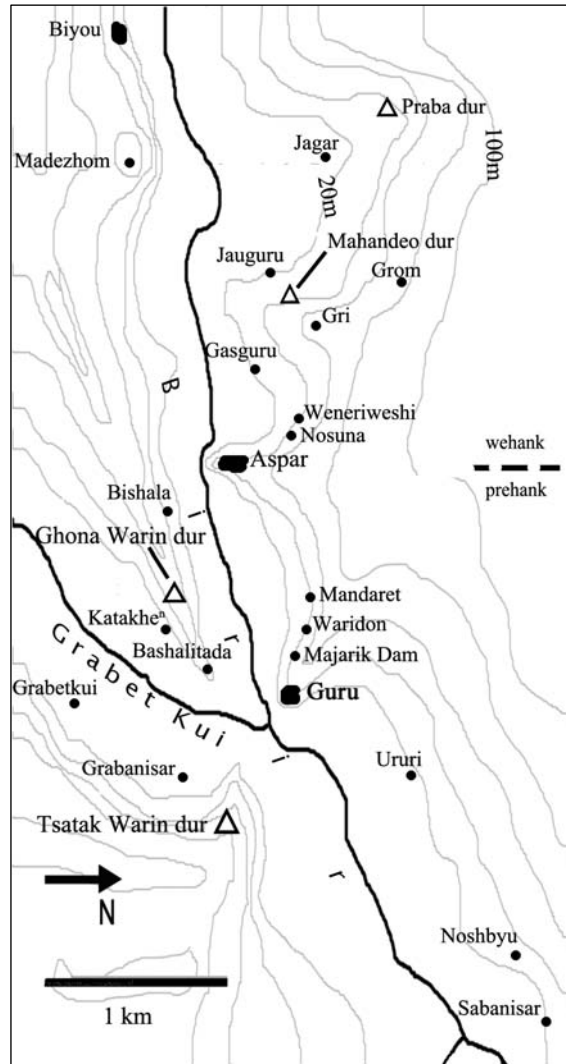 Biyou
Praba dur
100m
Madezhom
Jagar
20m
Mahandeo dur
Jauguru
Grom
Gri
Gasguru
B
Weneriweshi
Nosuna
Aspar
wehank
prehank
Bishala
i
Ghona Warin dur
Mandaret
Katakheⁿ
Waridon
r
Bashalitada
Majarik Dam
Grabet Kui
Grabetkui
Guru
i
Ururi
Grabanisar
Tsatak Warin dur
r
N
Noshbyu
1 km
Sabanisar